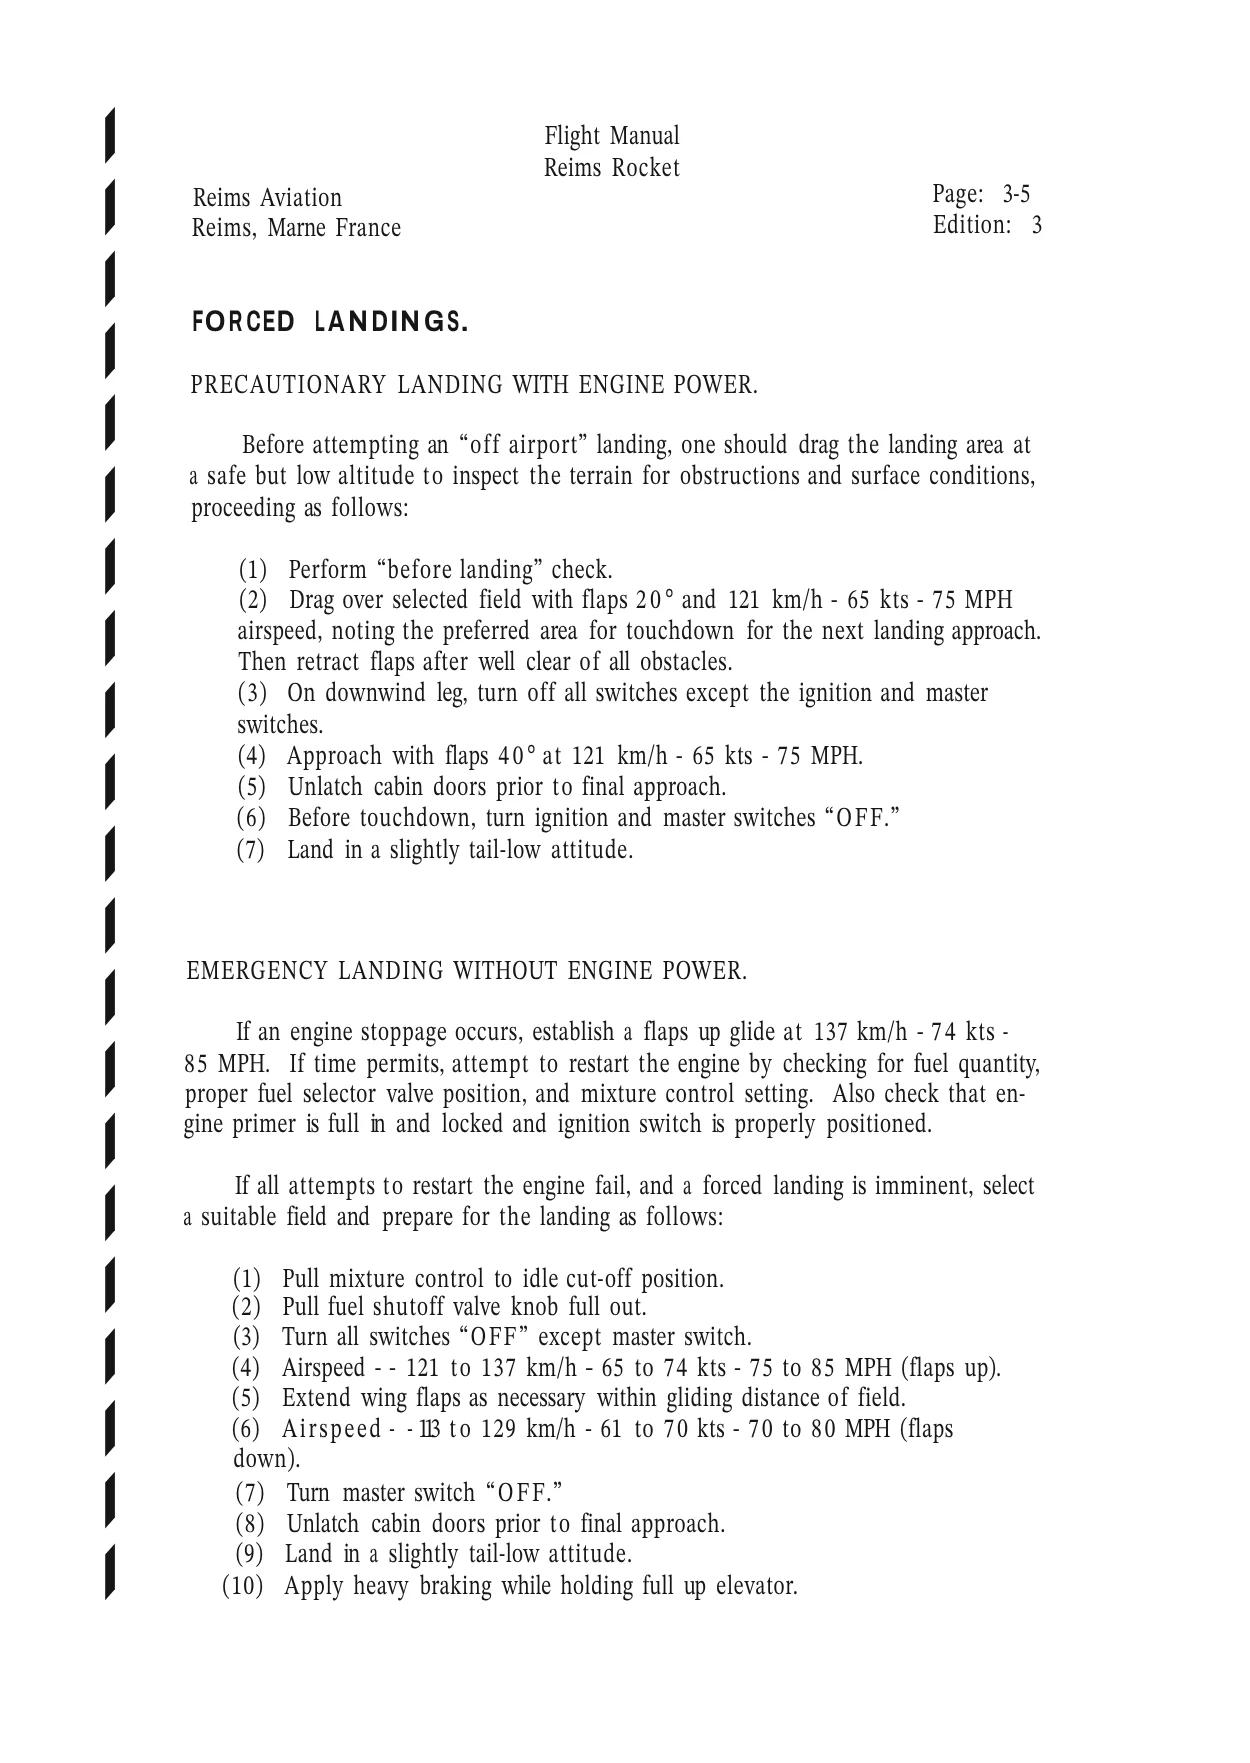 Flight Manual
Reims Rocket
Reims Aviation
Reims, Marne France
Page: 3-5
Edition: 3
FORCED LANDINGS.
PRECAUTIONARY LANDING WITH ENGINE POWER.
Before attempting an “off airport” landing, one should drag the landing area at
a safe but low altitude to inspect the terrain for obstructions and surface conditions,
proceeding as follows:
(1) Perform “before landing” check.
(2) Drag over selected field with flaps 20° and 121 km/h - 65 kts - 75 MPH
airspeed, noting the preferred area for touchdown for the next landing approach.
Then retract flaps after well clear of all obstacles.
(3) On downwind leg, turn off all switches except the ignition and master
switches.
(4) Approach with flaps 40° at 121 km/h - 65 kts - 75 MPH.
(5) Unlatch cabin doors prior to final approach.
(6) Before touchdown, turn ignition and master switches “OFF.”
(7) Land in a slightly tail-low attitude.
EMERGENCY LANDING WITHOUT ENGINE POWER.
If an engine stoppage occurs, establish a flaps up glide at 137 km/h - 74 kts -
85 MPH. If time permits, attempt to restart the engine by checking for fuel quantity,
proper fuel selector valve position, and mixture control setting. Also check that en-
gine primer is full in and locked and ignition switch is properly positioned.
If all attempts to restart the engine fail, and a forced landing is imminent, select
a suitable field and prepare for the landing as follows:
(1) Pull mixture control to idle cut-off position.
(2) Pull fuel shutoff valve knob full out.
(3) Turn all switches “OFF” except master switch.
(4) Airspeed - - 121 to 137 km/h - 65 to 74 kts - 75 to 85 MPH (flaps up).
(5) Extend wing flaps as necessary within gliding distance of field.
(6) Airspeed - - 113 to 129 km/h - 61 to 70 kts - 70 to 80 MPH (flaps
down).
(7) Turn master switch “OFF.”
(8) Unlatch cabin doors prior to final approach.
(9) Land in a slightly tail-low attitude.
(10) Apply heavy braking while holding full up elevator.